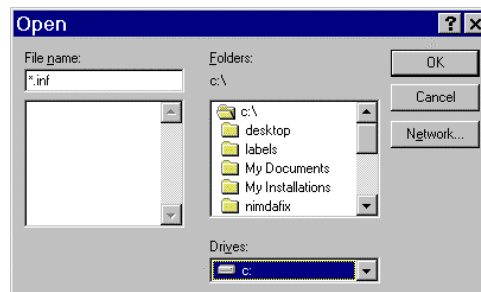 Open
File name:
*.inf
Folders:
c:\
c:\
desktop
labels
My Documents
My Installations
nimdafix
Drives:
c:
OK
Cancel
Network...